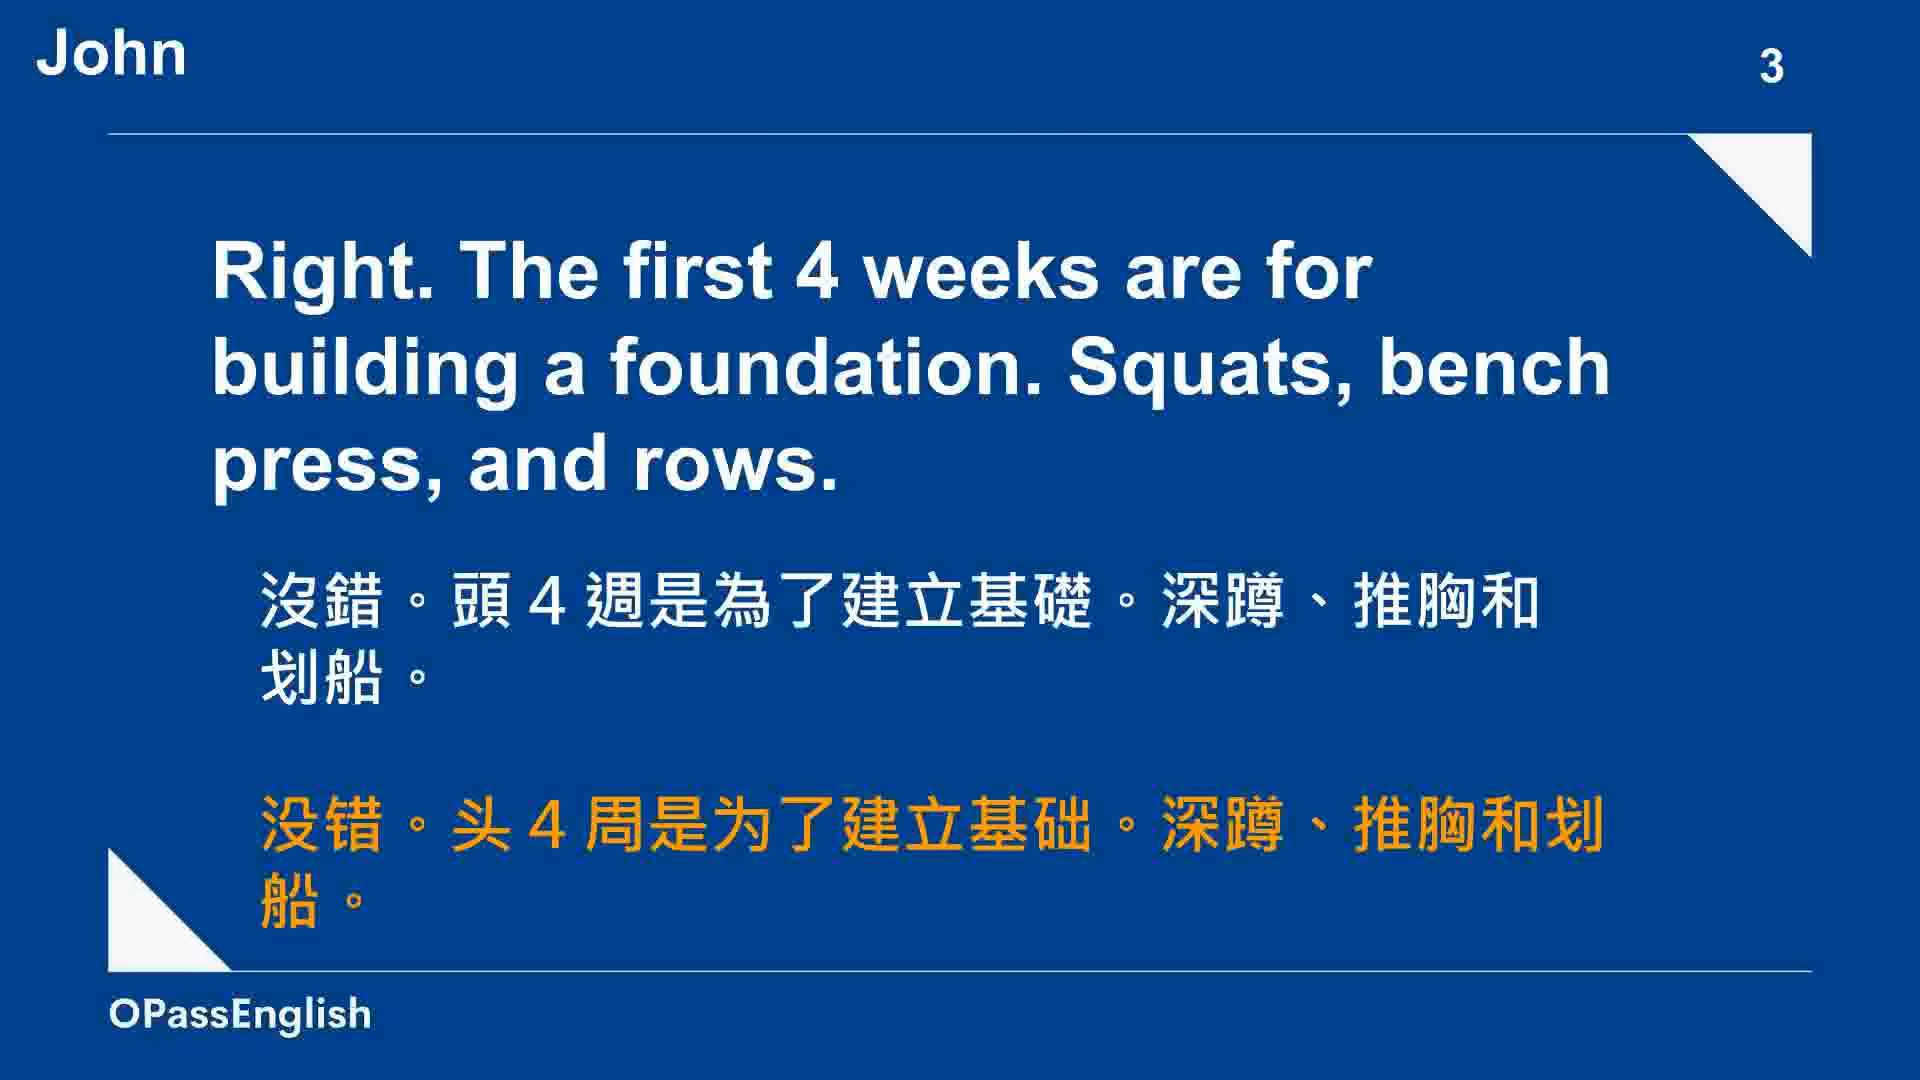 John
3
Right. The first 4 weeks are for
building a foundation. Squats, bench
press, and rows.
沒錯。頭 4 週是為了建立基礎。深蹲、推胸和
划船。
没错。头 4 周是为了建立基础。深蹲、推胸和划
船。
OPassEnglish